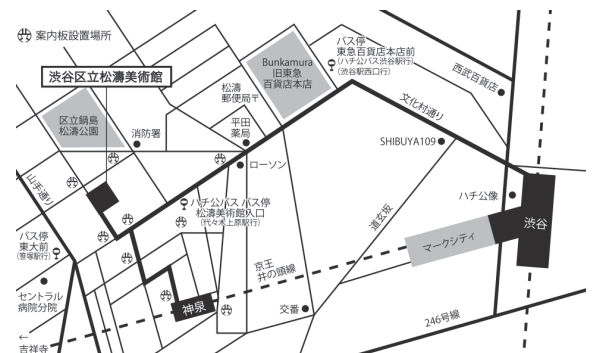 案内板設置場所
渋谷区立松濤美術館
バス停
東急百貨店本店前
(ハチ公バス渋谷駅行)
(渋谷駅西口行)
Bunkamura
旧東急
百貨店本店
西武百貨店
松濤
郵便局〒
文化村通り
区立鍋島
松濤公園
消防署
平田
薬局
SHIBUYA109
ローソン
山手通り
ハチ公バス バス停
松濤美術館入口
(代々木上原駅行)
ハチ公像
道玄坂
渋谷
マークシティ
バス停
東大前
(笹塚駅行)
京王
井の頭線
セントラル
病院分院
神泉
交番
246号線
←
吉祥寺